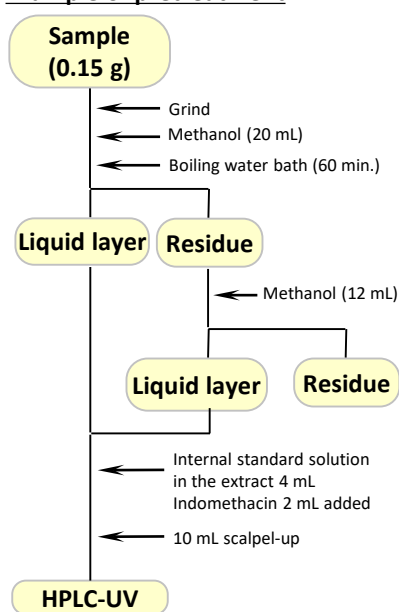 Sample
(0.15 g)
Grind
Methanol (20 mL)
Boiling water bath (60 min.)
Liquid layer
Residue
Methanol (12 mL)
Liquid layer
Residue
Internal standard solution
in the extract 4 mL
Indomethacin 2 mL added
10 mL scalpel-up
HPLC-UV